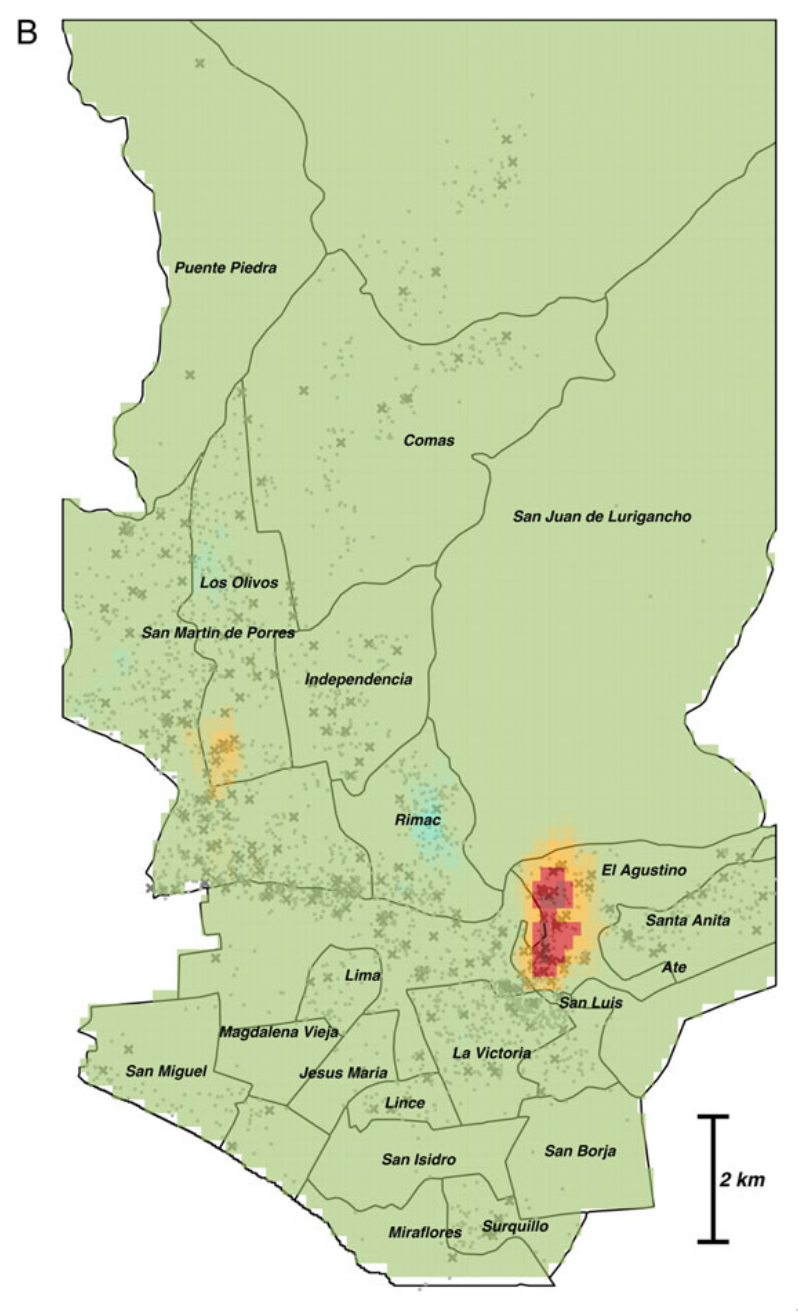 B
Puente Piedra
Comas
San Juan de Lurigancho
Los Olivos
San Martin de Porres
Independencia
Rimac
El Agustino
Santa Anita
Ate
Lima
San Luis
Magdalena Vieja
La Victoria
San Miguel
Jesus Maria
Lince
San Borja
San Isidro
2 km
Surquillo
Miraflores